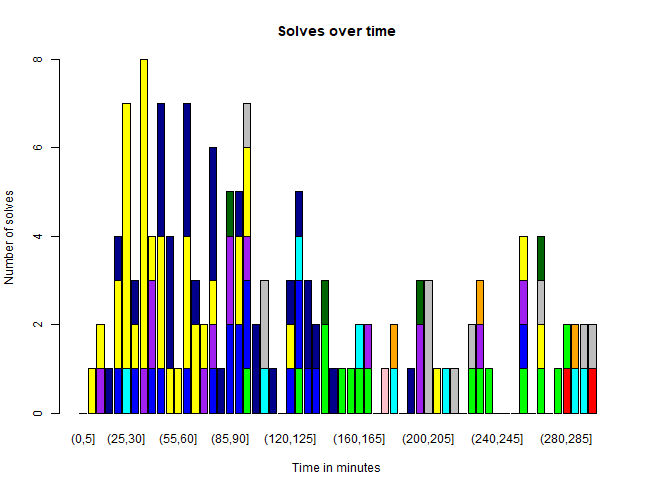 Solves over time
Number of solves
8
6
4
2
0
(0,5] (25,30] (55,60] (85,90] (120,125] (160,165] (200,205] (240,245] (280,285]
Time in minutes